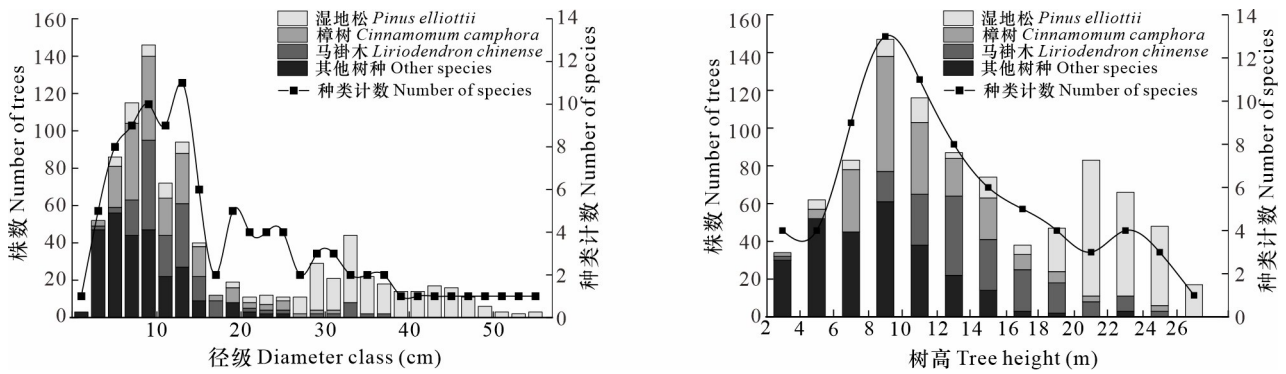 株数 Number of trees
160
140
120
100
80
60
40
20
0
湿地松 Pinus elliottii
樟树 Cinnamomum camphora
马褂木 Liriodendron chinense
其他树种 Other species
种类计数 Number of species
14
12
10
8
6
4
2
0
种类计数 Number of species
10 20 30 40 50
径级 Diameter class (cm)
株数 Number of trees
160
140
120
100
80
60
40
20
0
湿地松 Pinus elliottii
樟树 Cinnamomum camphora
马褂木 Liriodendron chinense
其他树种 Other species
种类计数 Number of species
14
12
10
8
6
4
2
0
种类计数 Number of species
2 4 6 8 10 12 14 16 18 20 22 24 26
树高 Tree height (m)